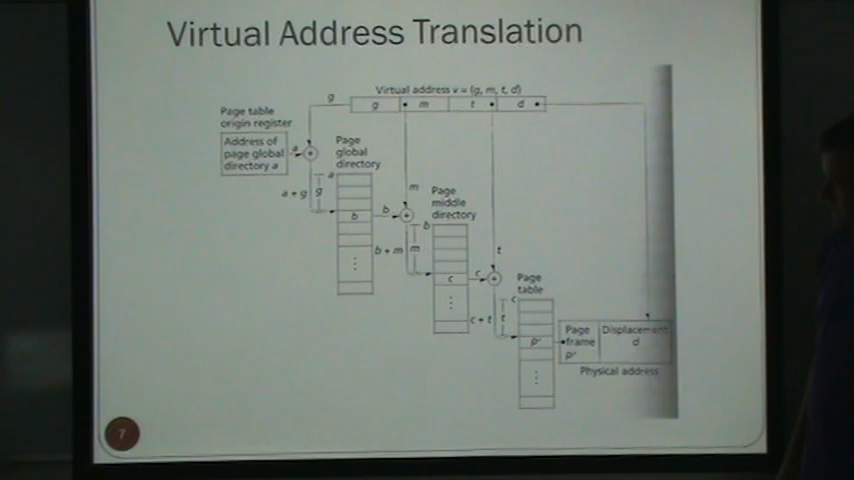 Virtual Address Translation
Virtual address v = (g, m, t, d)
g
g m t d
Page table
origin register
Address of
page global
directory a
a
Page
global
directory
a
a + g
g
b
b
m
Page
middle
directory
b
b + m
m
c
c
t
Page
table
c
c + t
t
p'
Page
frame
p'
Displacement
d
Physical address
7